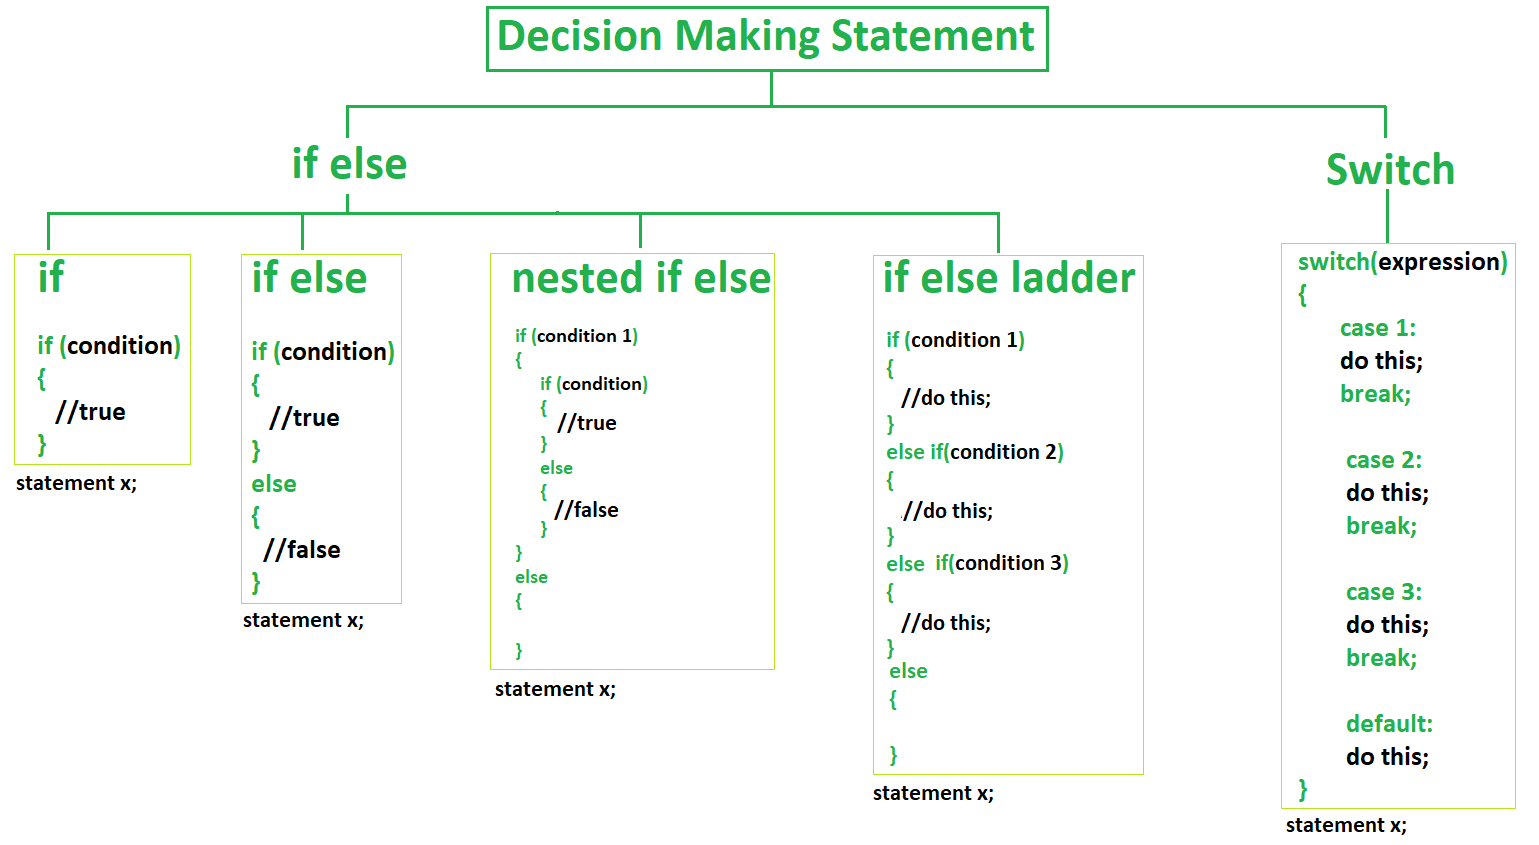 Decision Making Statement
if else
Switch
if
if (condition)
{
//true
}
statement x;
if else
if (condition)
{
//true
}
else
{
//false
}
statement x;
nested if else
if (condition 1)
{
if (condition)
{
//true
}
else
{
//false
}
}
else
{
}
statement x;
if else ladder
if (condition 1)
{
//do this;
}
else if(condition 2)
{
//do this;
}
else if(condition 3)
{
//do this;
}
else
{
}
statement x;
switch(expression)
{
case 1:
do this;
break;
case 2:
do this;
break;
case 3:
do this;
break;
default:
do this;
}
statement x;